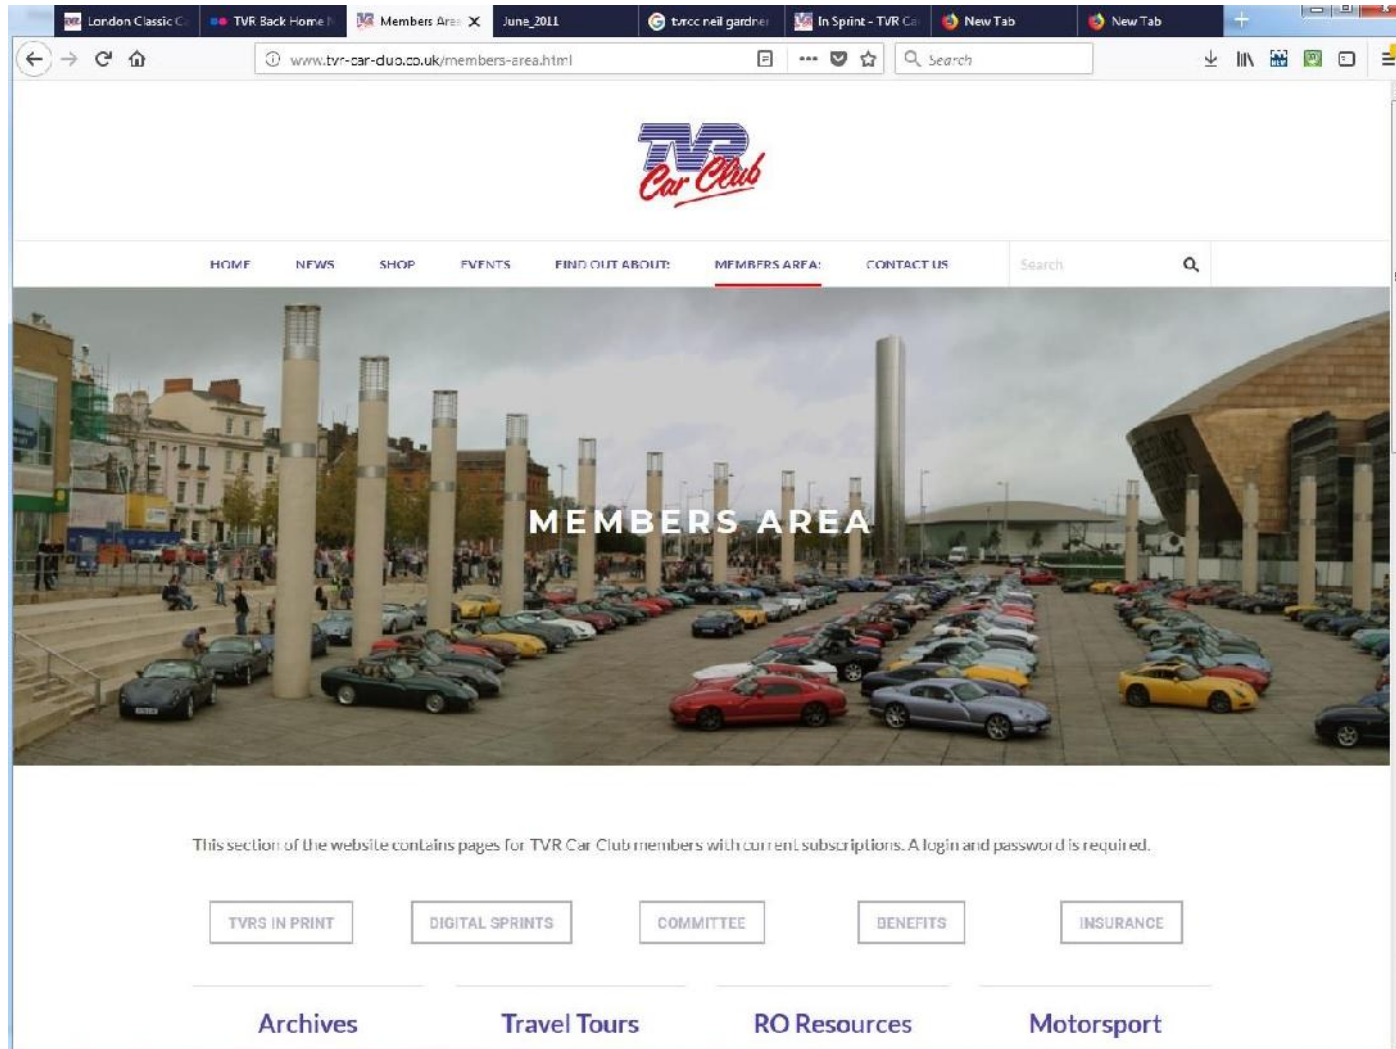 London Classic C
TVR Back Home
Members Area
June_2011
tvrcc neil gardner
In Sprint - TVR Ca
New Tab
New Tab
www.tvr-car-club.co.uk/members-area.html
Search
TVR
Car Club
HOME
NEWS
SHOP
EVENTS
FIND OUT ABOUT:
MEMBERS AREA:
CONTACT US
Search
MEMBERS AREA
This section of the website contains pages for TVR Car Club members with current subscriptions. A login and password is required.
TVRS IN PRINT
DIGITAL SPRINTS
COMMITTEE
BENEFITS
INSURANCE
Archives
Travel Tours
RO Resources
Motorsport